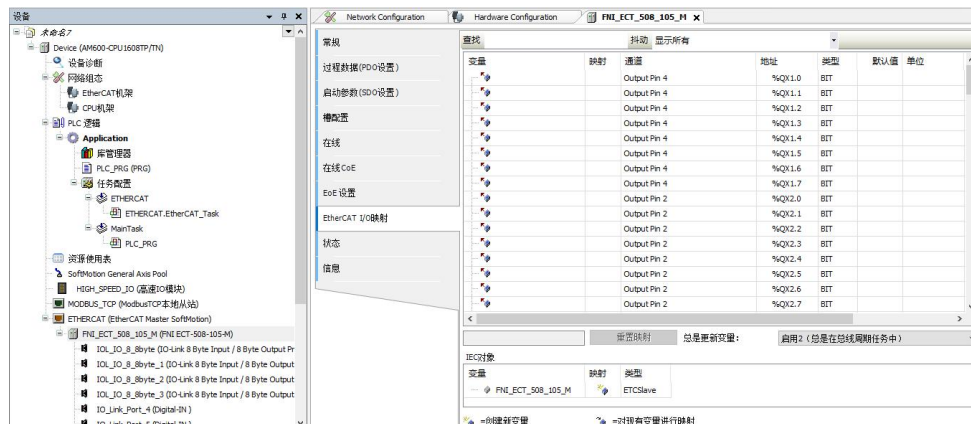 设备
Network Configuration
Hardware Configuration
FNI_ECT_508_105_M
未命名7
Device (AM600-CPU1608TP/TN)
设备诊断
网络组态
EtherCAT机架
CPU机架
PLC 逻辑
Application
库管理器
PLC_PRG (PRG)
任务配置
ETHERCAT
ETHERCAT.EtherCAT_Task
MainTask
PLC_PRG
资源使用表
SoftMotion General Axis Pool
HIGH_SPEED_IO (高速IO模块)
MODBUS_TCP (ModbusTCP本地从站)
ETHERCAT (EtherCAT Master SoftMotion)
FNI_ECT_508_105_M (FNI ECT-508-105-M)
IOL_IO_8_8byte (IO-Link 8 Byte Input / 8 Byte Output Pr
IOL_IO_8_8byte_1 (IO-Link 8 Byte Input / 8 Byte Output
IOL_IO_8_8byte_2 (IO-Link 8 Byte Input / 8 Byte Output
IOL_IO_8_8byte_3 (IO-Link 8 Byte Input / 8 Byte Output
IO_Link_Port_4 (Digital-IN )
常规
过程数据(PDO设置)
启动参数(SDO设置)
槽配置
在线
在线CoE
EoE 设置
EtherCAT I/O映射
状态
信息
查找 抖动 显示所有
变量 映射 通道 地址 类型 默认值 单位
Output Pin 4 %QX1.0 BIT
Output Pin 4 %QX1.1 BIT
Output Pin 4 %QX1.2 BIT
Output Pin 4 %QX1.3 BIT
Output Pin 4 %QX1.4 BIT
Output Pin 4 %QX1.5 BIT
Output Pin 4 %QX1.6 BIT
Output Pin 4 %QX1.7 BIT
Output Pin 2 %QX2.0 BIT
Output Pin 2 %QX2.1 BIT
Output Pin 2 %QX2.2 BIT
Output Pin 2 %QX2.3 BIT
Output Pin 2 %QX2.4 BIT
Output Pin 2 %QX2.5 BIT
Output Pin 2 %QX2.6 BIT
Output Pin 2 %QX2.7 BIT
重置映射 总是更新变量: 启用2 (总是在总线周期任务中)
IEC对象
变量 映射 类型
FNI_ECT_508_105_M ETCSlave
=创建新变量 =对现有变量进行映射